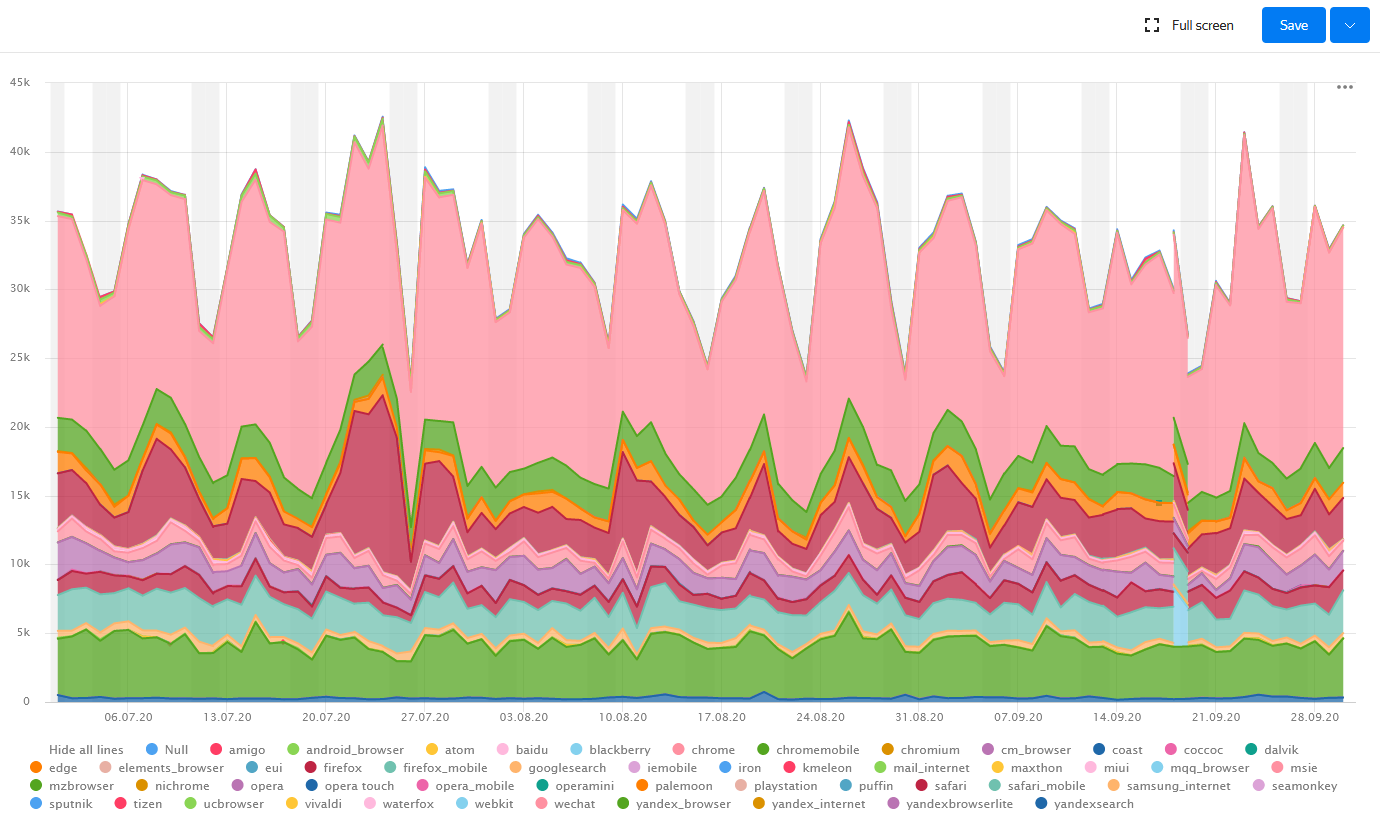 Full screen
Save
45k
40k
35k
30k
25k
20k
15k
10k
5k
0
06.07.20 13.07.20 20.07.20 27.07.20 03.08.20 10.08.20 17.08.20 24.08.20 31.08.20 07.09.20 14.09.20 21.09.20 28.09.20
Hide all lines Null amigo android_browser atom baidu blackberry chrome chromemobile chromium cm_browser coast coccoc dalvik
edge elements_browser eui firefox firefox_mobile googlesearch iemobile iron kmeleon mail_internet maxthon miui mqq_browser msie
mzbrowser nichrome opera opera touch opera_mobile operamini palemoon playstation puffin safari safari_mobile samsung_internet seamonkey
sputnik tizen ucbrowser vivaldi waterfox webkit wechat yandex_browser yandex_internet yandexbrowserlite yandexsearch